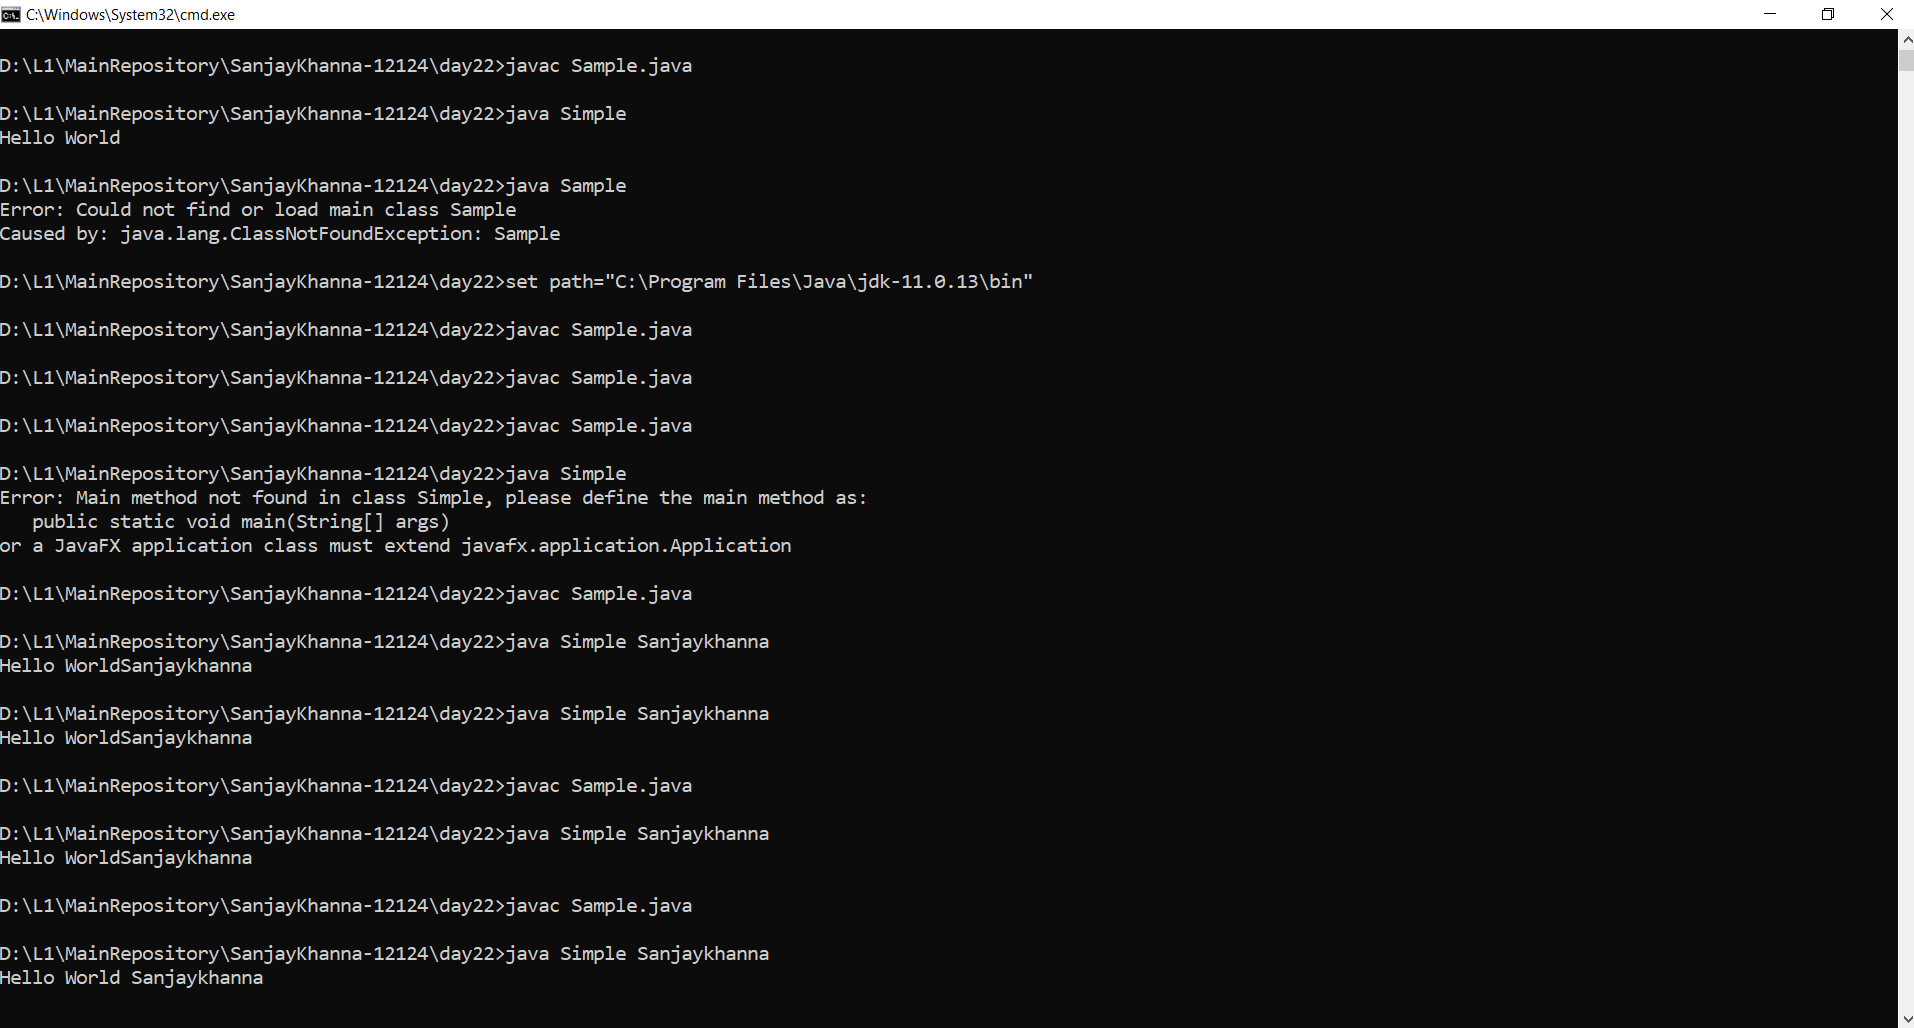 C:\Windows\System32\cmd.exe
D:\L1\MainRepository\SanjayKhanna-12124\day22>javac Sample.java
D:\L1\MainRepository\SanjayKhanna-12124\day22>java Simple
Hello World
D:\L1\MainRepository\SanjayKhanna-12124\day22>java Sample
Error: Could not find or load main class Sample
Caused by: java.lang.ClassNotFoundException: Sample
D:\L1\MainRepository\SanjayKhanna-12124\day22>set path="C:\Program Files\Java\jdk-11.0.13\bin"
D:\L1\MainRepository\SanjayKhanna-12124\day22>javac Sample.java
D:\L1\MainRepository\SanjayKhanna-12124\day22>javac Sample.java
D:\L1\MainRepository\SanjayKhanna-12124\day22>javac Sample.java
D:\L1\MainRepository\SanjayKhanna-12124\day22>java Simple
Error: Main method not found in class Simple, please define the main method as:
   public static void main(String[] args)
or a JavaFX application class must extend javafx.application.Application
D:\L1\MainRepository\SanjayKhanna-12124\day22>javac Sample.java
D:\L1\MainRepository\SanjayKhanna-12124\day22>java Simple Sanjaykhanna
Hello WorldSanjaykhanna
D:\L1\MainRepository\SanjayKhanna-12124\day22>java Simple Sanjaykhanna
Hello WorldSanjaykhanna
D:\L1\MainRepository\SanjayKhanna-12124\day22>javac Sample.java
D:\L1\MainRepository\SanjayKhanna-12124\day22>java Simple Sanjaykhanna
Hello WorldSanjaykhanna
D:\L1\MainRepository\SanjayKhanna-12124\day22>javac Sample.java
D:\L1\MainRepository\SanjayKhanna-12124\day22>java Simple Sanjaykhanna
Hello World Sanjaykhanna